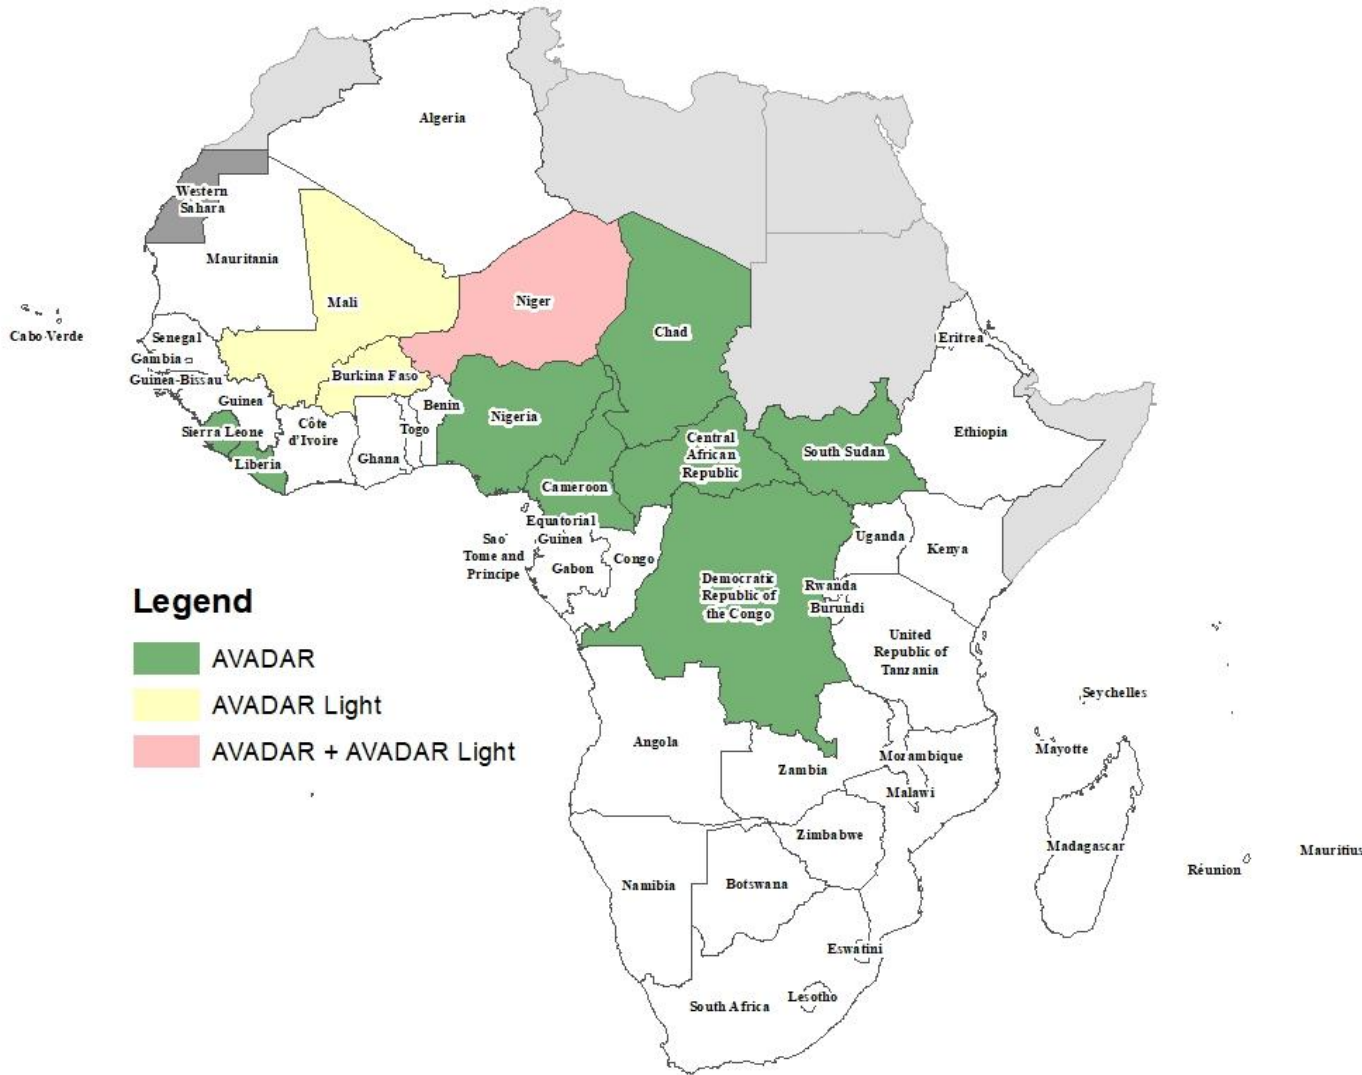 Algeria
Western
Sahara
Mauritania
Mali
Niger
Chad
Cabo Verde
Senegal
Gambia
Guinea-Bissau
Guinea
Burkina Faso
Benin
Nigeria
Eritrea
Sierra Leone
Côte
d'Ivoire
Togo
Ghana
Liberia
Central
African
Republic
South Sudan
Ethiopia
Cameroon
Equatorial
Guinea
Sao
Tome and
Principe
Gabon
Congo
Uganda
Kenya
Democratic
Republic of
the Congo
Rwanda
Burundi
United
Republic of
Tanzania
Legend
AVADAR
AVADAR Light
AVADAR + AVADAR Light
Seychelles
Angola
Zambia
Mozambique
Malawi
Mayotte
Zimbabwe
Madagascar
Mauritius
Réunion
Namibia
Botswana
Eswatini
Lesotho
South Africa